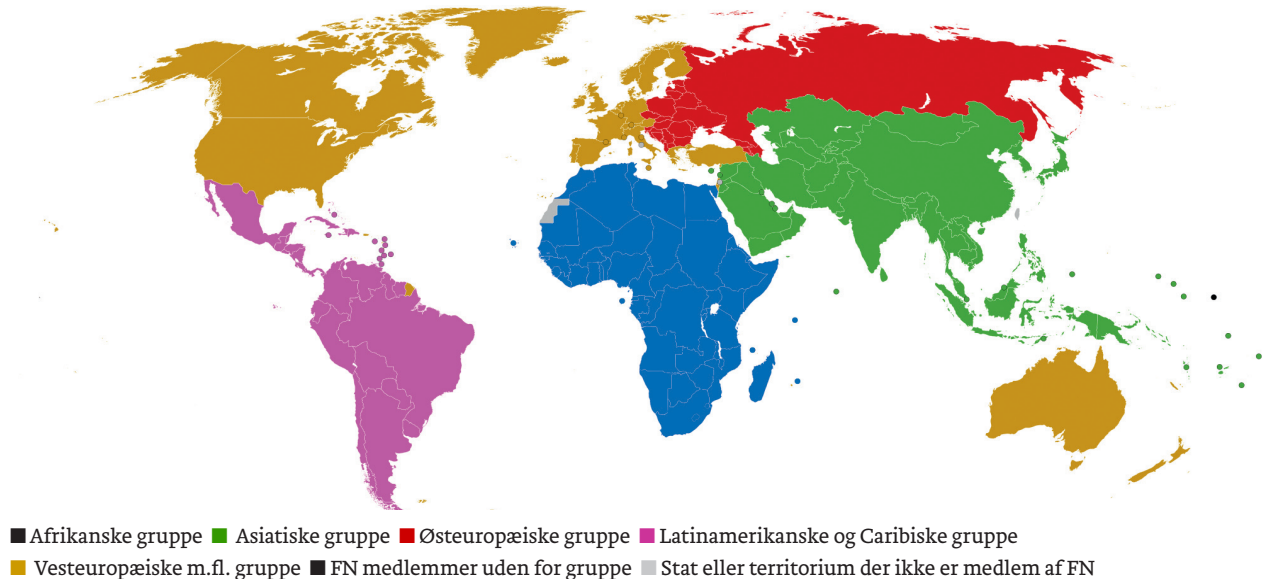 Afrikanske gruppe Asiatiske gruppe Østeuropæiske gruppe Latinamerikanske og Caribiske gruppe
Vesteuropæiske m.fl. gruppe FN medlemmer uden for gruppe Stat eller territorium der ikke er medlem af FN